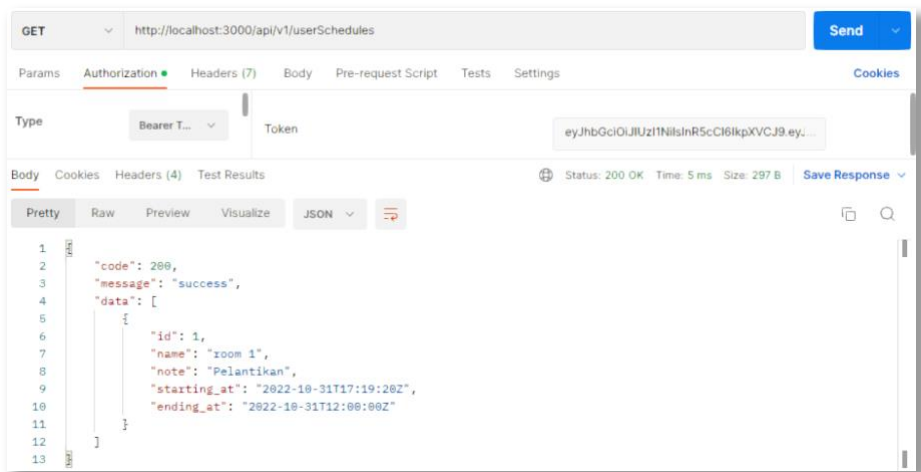 GET http://localhost:3000/api/v1/userSchedules Send
Params Authorization Headers (7) Body Pre-request Script Tests Settings Cookies
Type Bearer T... Token eyJhbGciOiJIUzI1NiIsInR5cCI6IkpXVCJ9.eyJ...
Body Cookies Headers (4) Test Results Status: 200 OK Time: 5 ms Size: 297 B Save Response
Pretty Raw Preview Visualize JSON
1 {
2 "code": 200,
3 "message": "success",
4 "data": [
5 {
6 "id": 1,
7 "name": "room 1",
8 "note": "Pelantikan",
9 "starting_at": "2022-10-31T17:19:20Z",
10 "ending_at": "2022-10-31T12:00:00Z"
11 }
12 ]
13 }